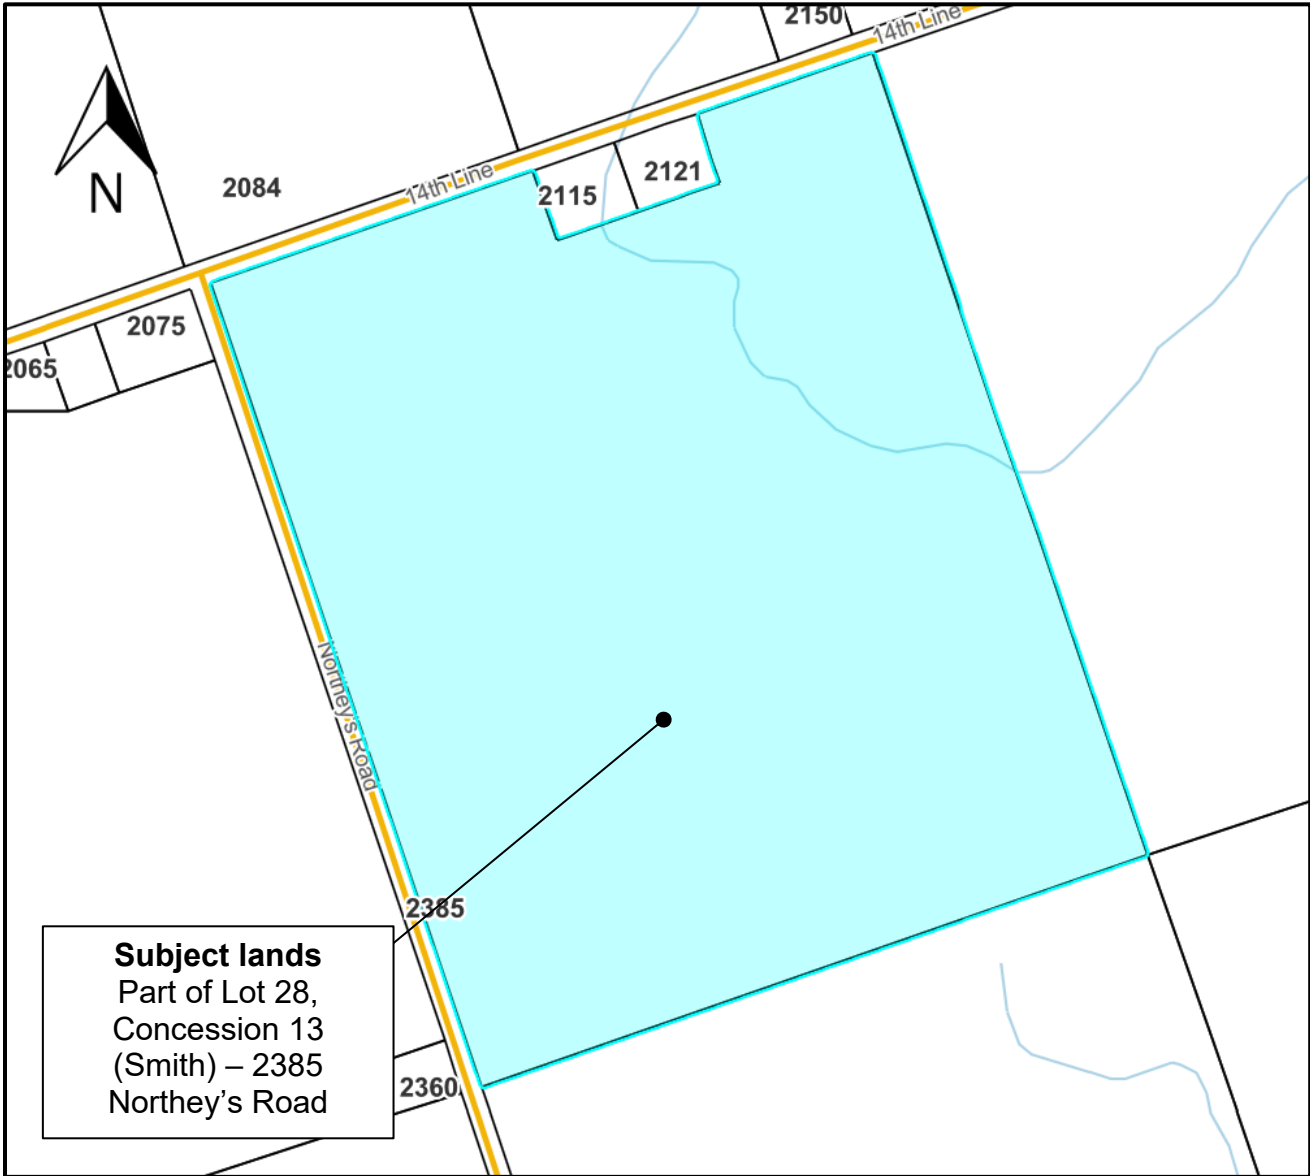 2150
14th Line
N
2084
14th Line
2115
2121
2075
2065
Northey's Road
2385
Subject lands
Part of Lot 28,
Concession 13
(Smith) – 2385
Northey’s Road
2360